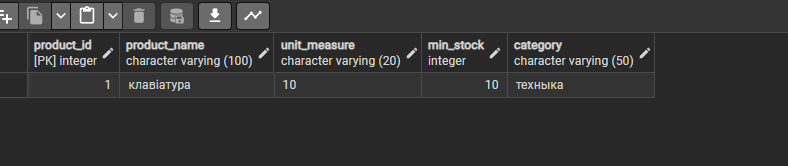 product_id product_name unit_measure min_stock category
[PK] integer character varying (100) character varying (20) integer character varying (50)
1 клавіатура 10 10 техныка